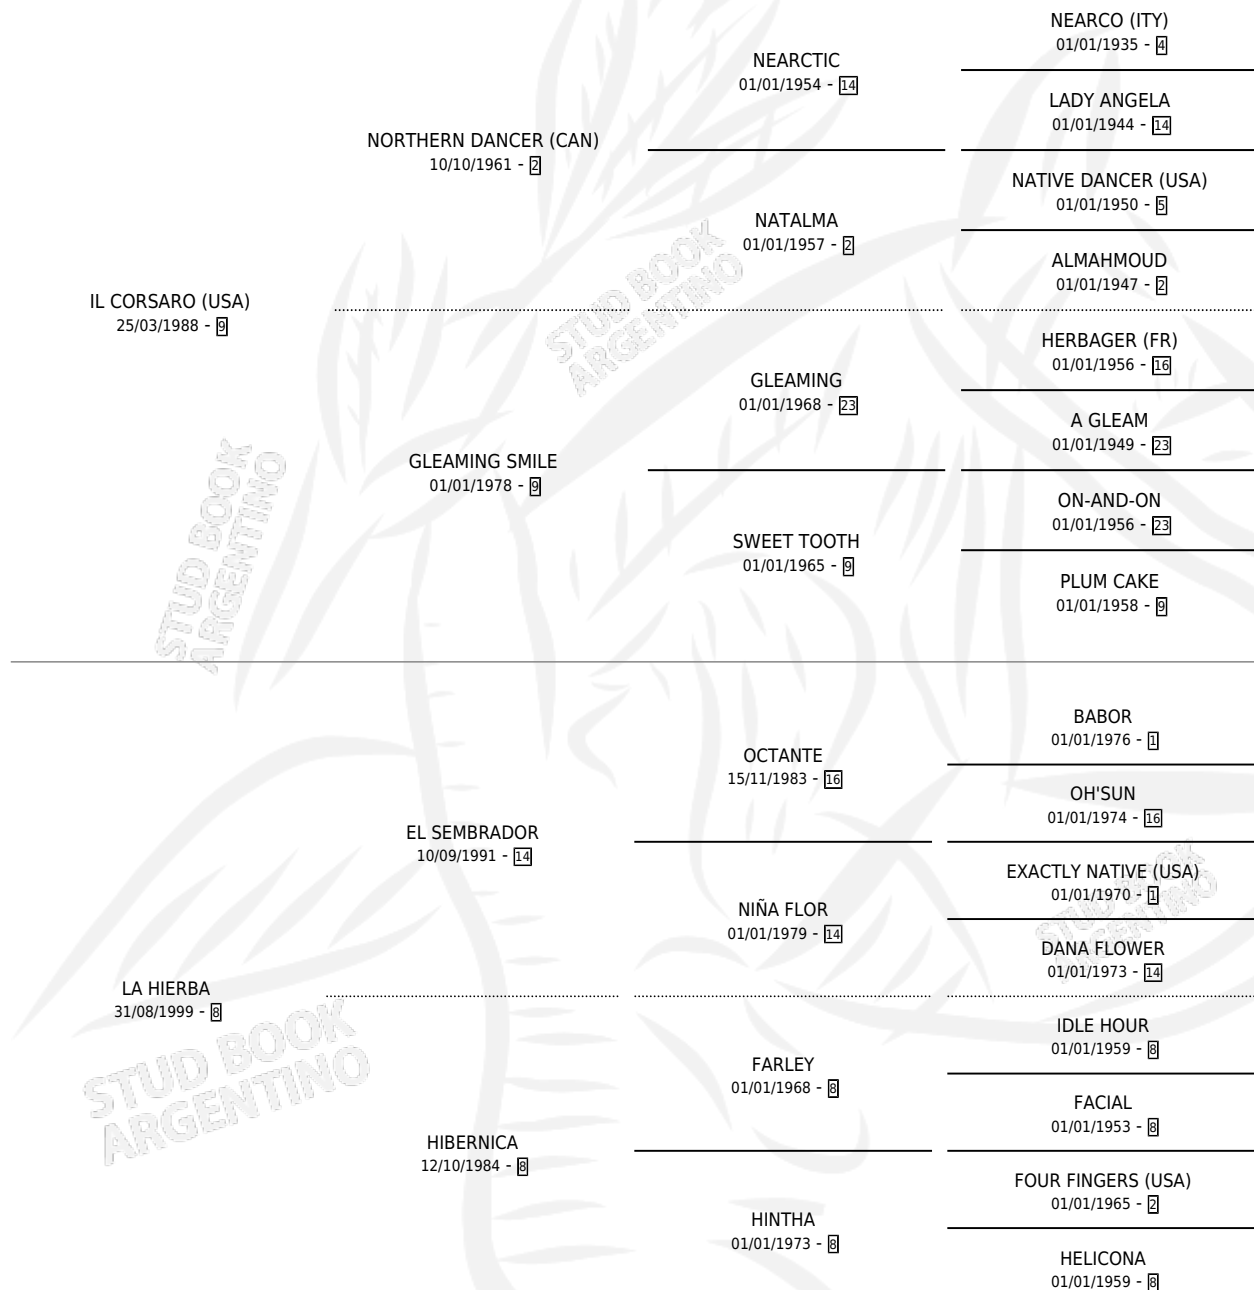 NEARCO (ITY)
01/01/1935 - 4
NEARCTIC
01/01/1954 - 14
LADY ANGELA
01/01/1944 - 14
NORTHERN DANCER (CAN)
10/10/1961 - 2
NATIVE DANCER (USA)
01/01/1950 - 5
NATALMA
01/01/1957 - 2
ALMAHMOUD
01/01/1947 - 2
IL CORSARO (USA)
25/03/1988 - 9
STUD BOOK
ARGENTINO
HERBAGER (FR)
01/01/1956 - 16
GLEAMING
01/01/1968 - 23
A GLEAM
01/01/1949 - 23
GLEAMING SMILE
01/01/1978 - 9
ON-AND-ON
01/01/1956 - 23
SWEET TOOTH
01/01/1965 - 9
PLUM CAKE
01/01/1958 - 9
STUD BOOK
ARGENTINO
BABOR
01/01/1976 - 1
OCTANTE
15/11/1983 - 16
OH'SUN
01/01/1974 - 16
EL SEMBRADOR
10/09/1991 - 14
EXACTLY NATIVE (USA)
01/01/1970 - 1
NIÑA FLOR
01/01/1979 - 14
DANA FLOWER
01/01/1973 - 14
STUD BOOK
ARGENTINO
LA HIERBA
31/08/1999 - 8
IDLE HOUR
01/01/1959 - 8
FARLEY
01/01/1968 - 8
FACIAL
01/01/1953 - 8
STUD BOOK
ARGENTINO
HIBERNICA
12/10/1984 - 8
FOUR FINGERS (USA)
01/01/1965 - 2
HINTHA
01/01/1973 - 8
HELICONA
01/01/1959 - 8